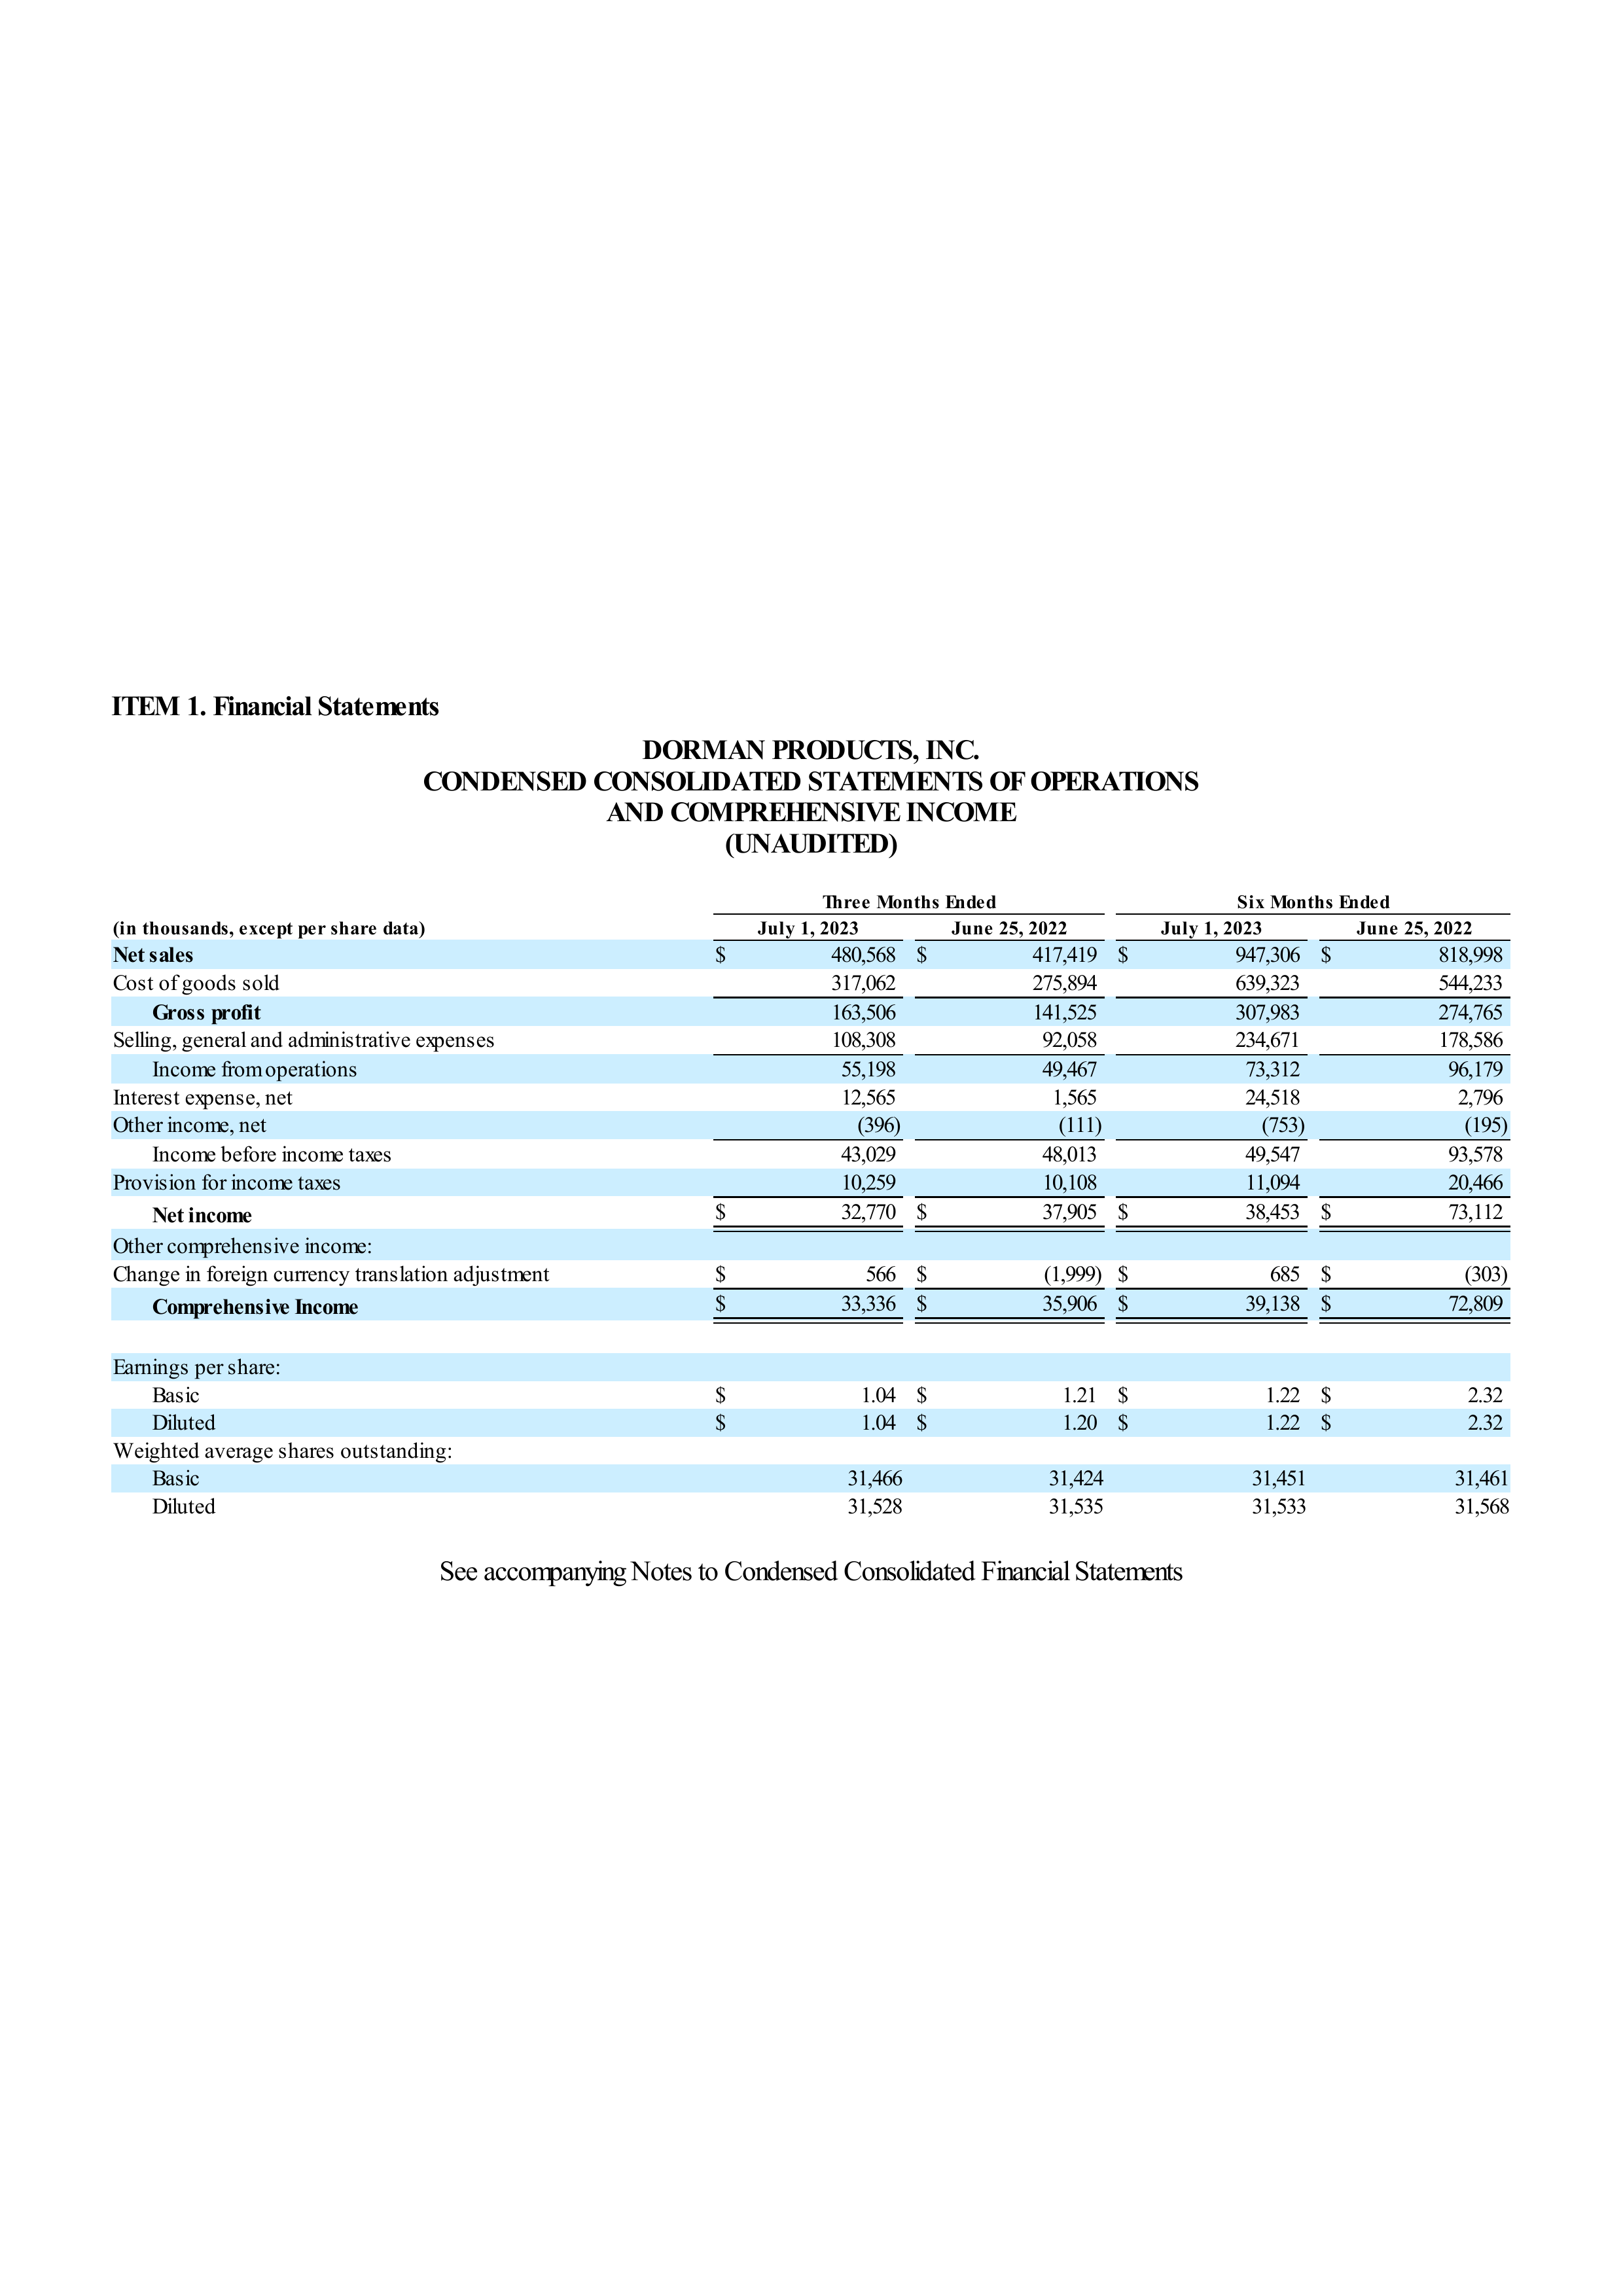 ITEM 1. Financial Statements
DORMAN PRODUCTS, INC.
CONDENSED CONSOLIDATED STATEMENTS OF OPERATIONS
AND COMPREHENSIVE INCOME
(UNAUDITED)
Three Months Ended Six Months Ended
(in thousands, except per share data) July 1, 2023 June 25, 2022 July 1, 2023 June 25, 2022
Net sales $ 480,568 $ 417,419 $ 947,306 $ 818,998
Cost of goods sold 317,062 275,894 639,323 544,233
Gross profit 163,506 141,525 307,983 274,765
Selling, general and administrative expenses 108,308 92,058 234,671 178,586
Income from operations 55,198 49,467 73,312 96,179
Interest expense, net 12,565 1,565 24,518 2,796
Other income, net (396) (111) (753) (195)
Income before income taxes 43,029 48,013 49,547 93,578
Provision for income taxes 10,259 10,108 11,094 20,466
Net income $ 32,770 $ 37,905 $ 38,453 $ 73,112
Other comprehensive income:
Change in foreign currency translation adjustment $ 566 $ (1,999) $ 685 $ (303)
Comprehensive Income $ 33,336 $ 35,906 $ 39,138 $ 72,809
Earnings per share:
Basic $ 1.04 $ 1.21 $ 1.22 $ 2.32
Diluted $ 1.04 $ 1.20 $ 1.22 $ 2.32
Weighted average shares outstanding:
Basic 31,466 31,424 31,451 31,461
Diluted 31,528 31,535 31,533 31,568
See accompanying Notes to Condensed Consolidated Financial Statements